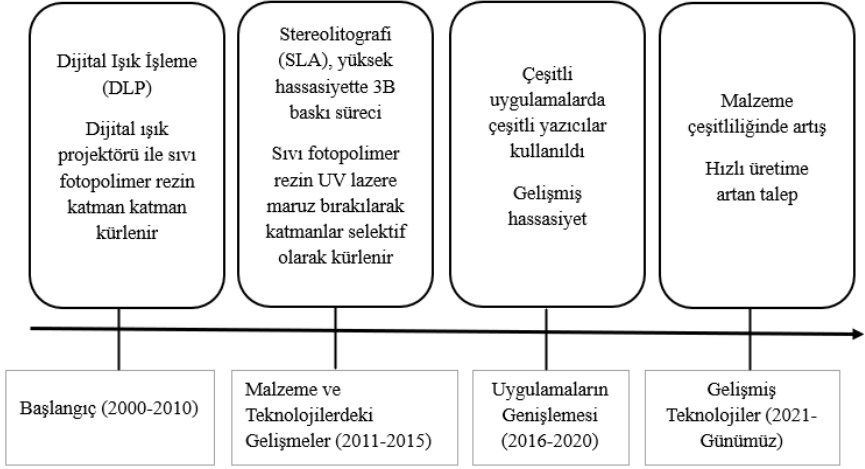 Dijital Işık İşleme
(DLP)
Dijital ışık
projektörü ile sıvı
fotopolimer rezin
katman katman
kürlenir
Stereolitografi
(SLA), yüksek
hassasiyette 3B
baskı süreci
Sıvı fotopolimer
rezin UV lazere
maruz bırakılarak
katmanlar selektif
olarak kürlenir
Çeşitli
uygulamalarda
çeşitli yazıcılar
kullanıldı
Gelişmiş
hassasiyet
Malzeme
çeşitliliğinde artış
Hızlı üretime
artan talep
Başlangıç (2000-2010)
Malzeme ve
Teknolojilerdeki
Gelişmeler (2011-2015)
Uygulamaların
Genişlemesi
(2016-2020)
Gelişmiş
Teknolojiler (2021-
Günümüz)